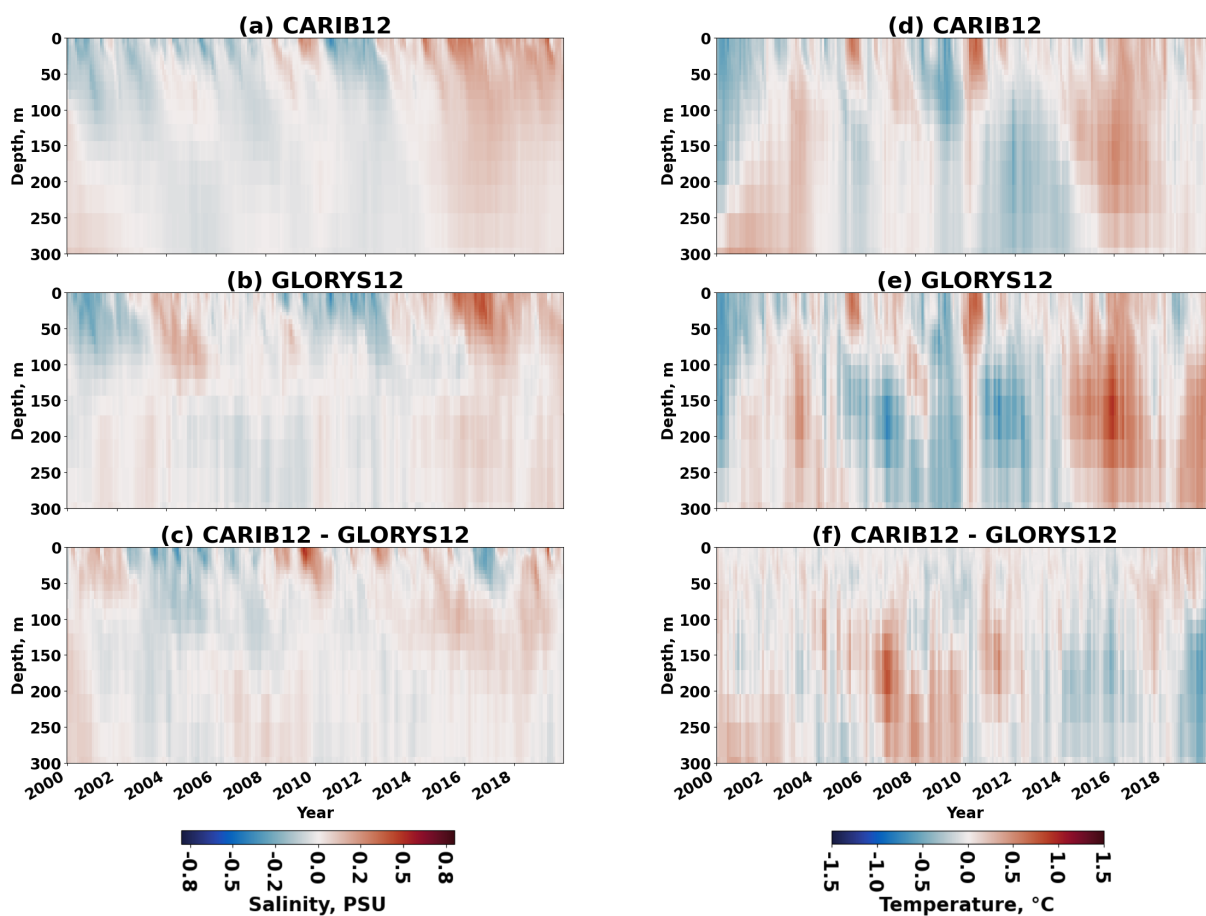 (a) CARIB12
0
50
100
150
200
250
300
Depth, m
(b) GLORYS12
0
50
100
150
200
250
300
Depth, m
(c) CARIB12 - GLORYS12
0
50
100
150
200
250
300
Depth, m
2000 2002 2004 2006 2008 2010 2012 2014 2016 2018
Year
-0.8 -0.5 -0.2 0.0 0.2 0.5 0.8
Salinity, PSU
(d) CARIB12
0
50
100
150
200
250
300
Depth, m
(e) GLORYS12
0
50
100
150
200
250
300
Depth, m
(f) CARIB12 - GLORYS12
0
50
100
150
200
250
300
Depth, m
2000 2002 2004 2006 2008 2010 2012 2014 2016 2018
Year
-1.5 -1.0 -0.5 0.0 0.5 1.0 1.5
Temperature, °C